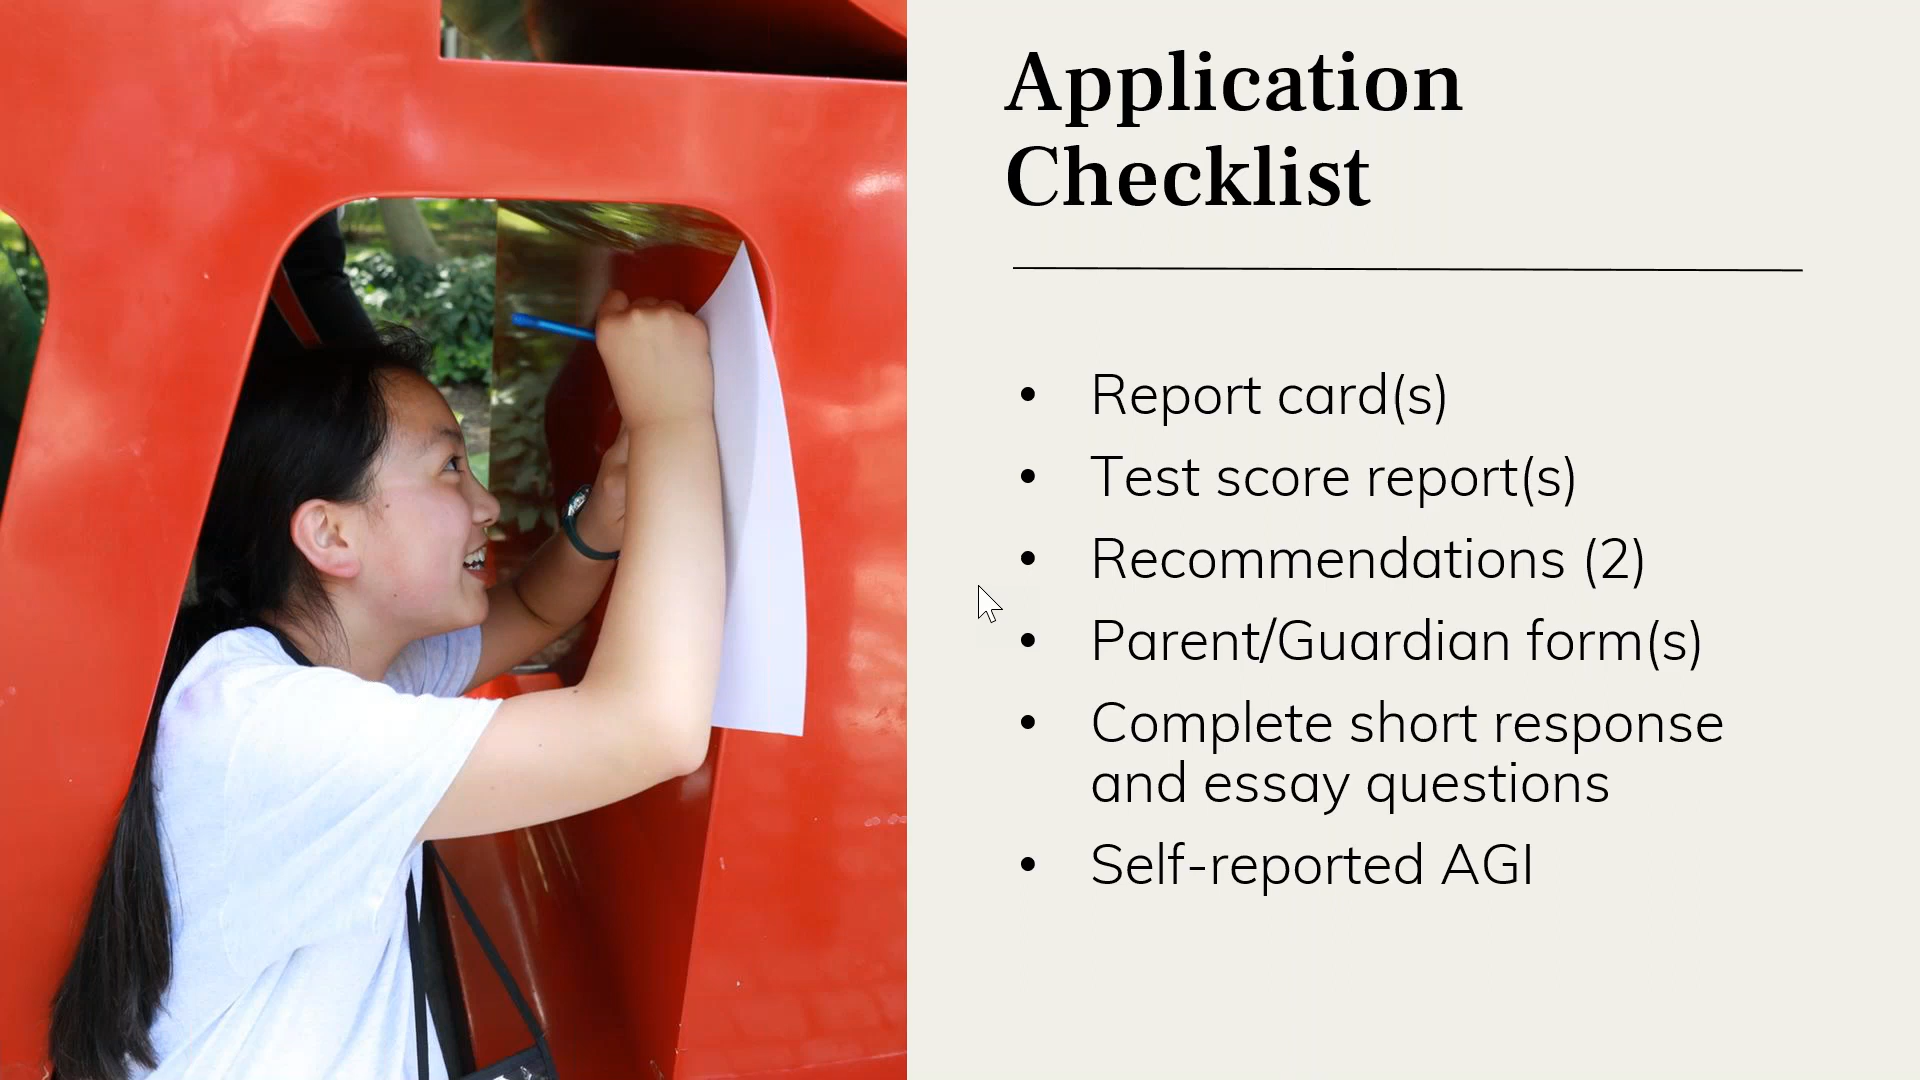 Application
Checklist
• Report card(s)
• Test score report(s)
• Recommendations (2)
• Parent/Guardian form(s)
• Complete short response
and essay questions
• Self-reported AGI